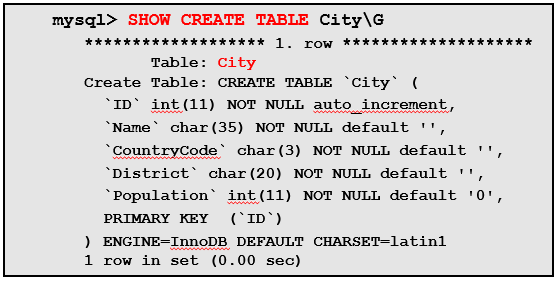 mysql> SHOW CREATE TABLE City\G
******************* 1. row ********************
Table: City
Create Table: CREATE TABLE `City` (
`ID` int(11) NOT NULL auto_increment,
`Name` char(35) NOT NULL default '',
`CountryCode` char(3) NOT NULL default '',
`District` char(20) NOT NULL default '',
`Population` int(11) NOT NULL default '0',
PRIMARY KEY (`ID`)
) ENGINE=InnoDB DEFAULT CHARSET=latin1
1 row in set (0.00 sec)